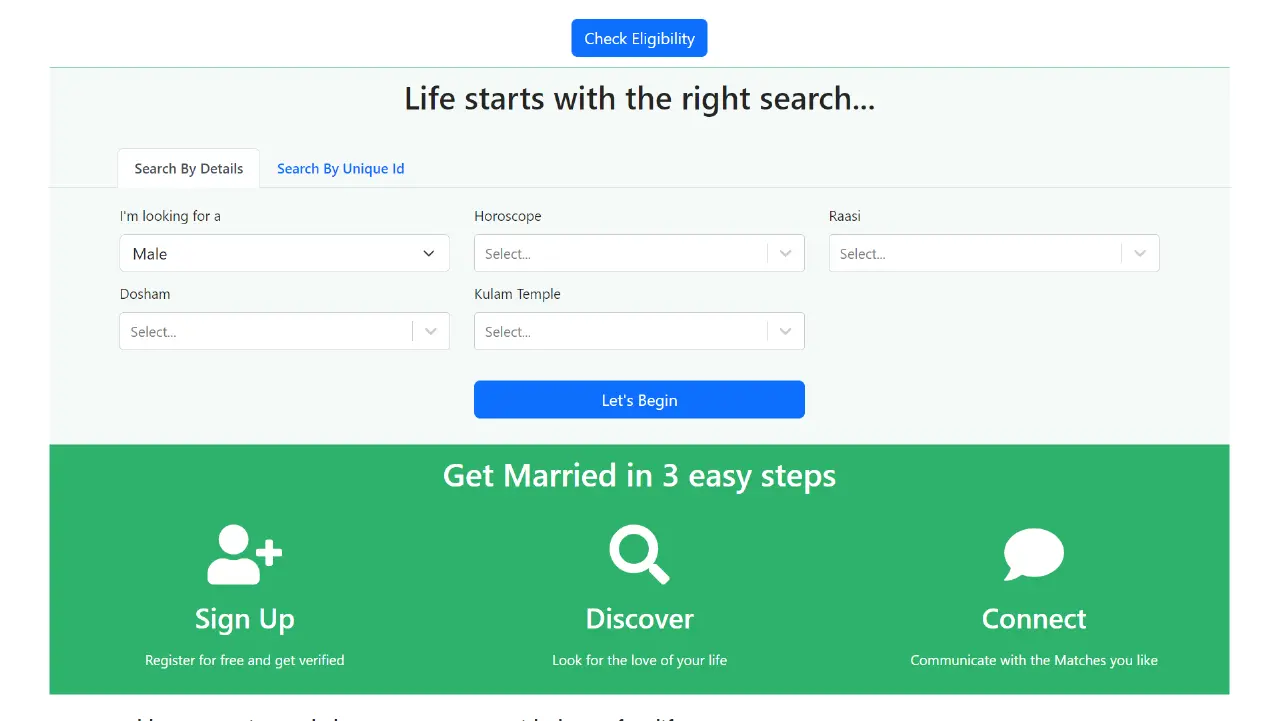 Check Eligibility
Life starts with the right search...
Search By Details Search By Unique Id
I'm looking for a Horoscope Raasi
Male Select... Select...
Dosham Kulam Temple
Select... Select...
Let's Begin
Get Married in 3 easy steps
Sign Up Discover Connect
Register for free and get verified Look for the love of your life Communicate with the Matches you like